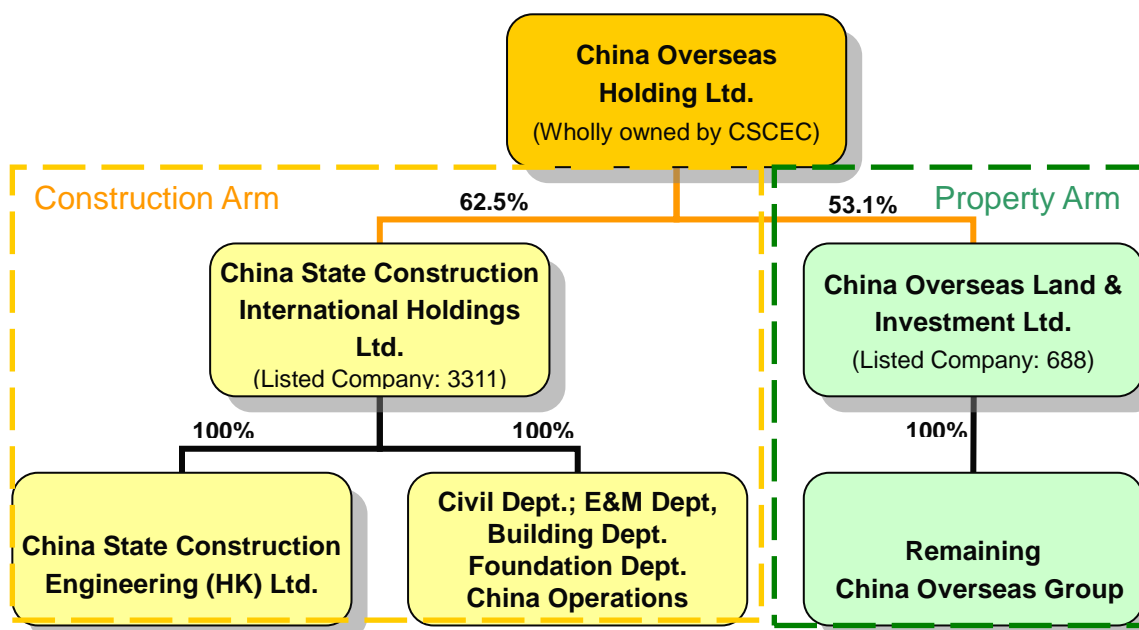 China Overseas
Holding Ltd.
(Wholly owned by CSCEC)
Construction Arm
Property Arm
62.5%
53.1%
China State Construction
International Holdings
Ltd.
(Listed Company: 3311)
China Overseas Land &
Investment Ltd.
(Listed Company: 688)
100%
100%
100%
China State Construction
Engineering (HK) Ltd.
Civil Dept.; E&M Dept,
Building Dept.
Foundation Dept.
China Operations
Remaining
China Overseas Group